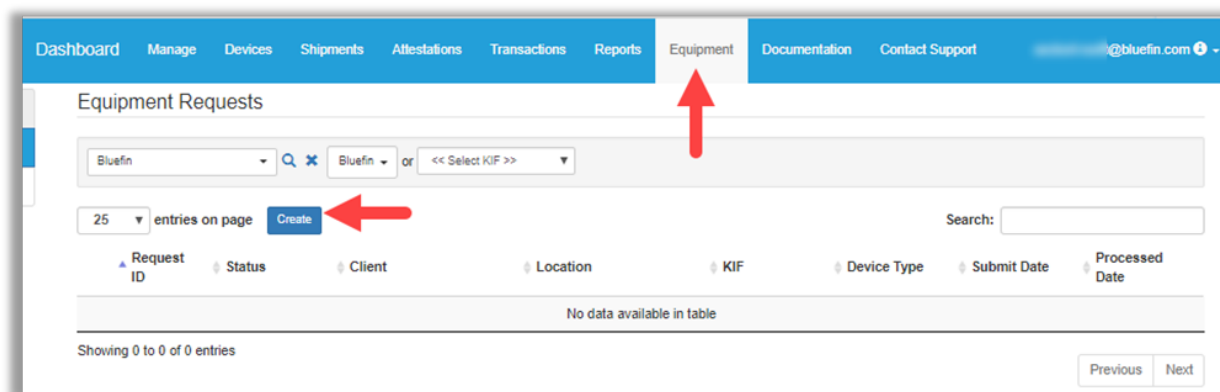 Dashboard Manage Devices Shipments Attestations Transactions Reports Equipment Documentation Contact Support @bluefin.com
Equipment Requests
Bluefin Bluefin or << Select KIF >>
25 entries on page Create Search:
Request ID Status Client Location KIF Device Type Submit Date Processed Date
No data available in table
Showing 0 to 0 of 0 entries
Previous Next